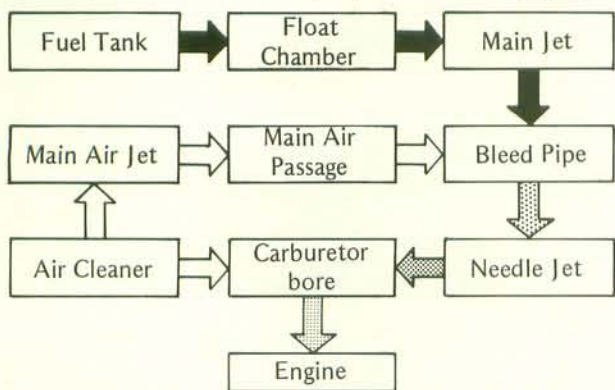 Fuel Tank
Float
Chamber
Main Jet
Main Air Jet
Main Air
Passage
Bleed Pipe
Air Cleaner
Carburetor
bore
Needle Jet
Engine